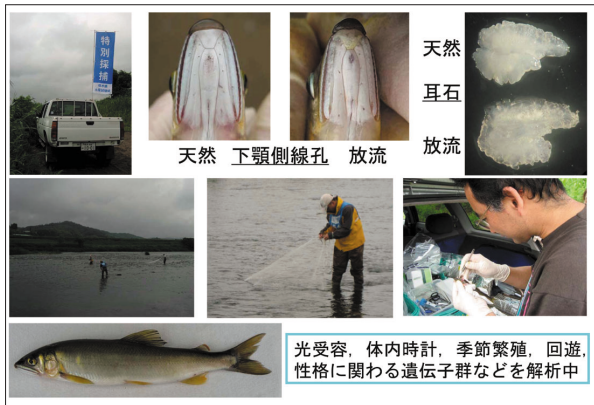 特別採捕
天然
耳石
放流
天然 下顎側線孔 放流
光受容，体内時計，季節繁殖，回遊，
性格に関わる遺伝子群などを解析中